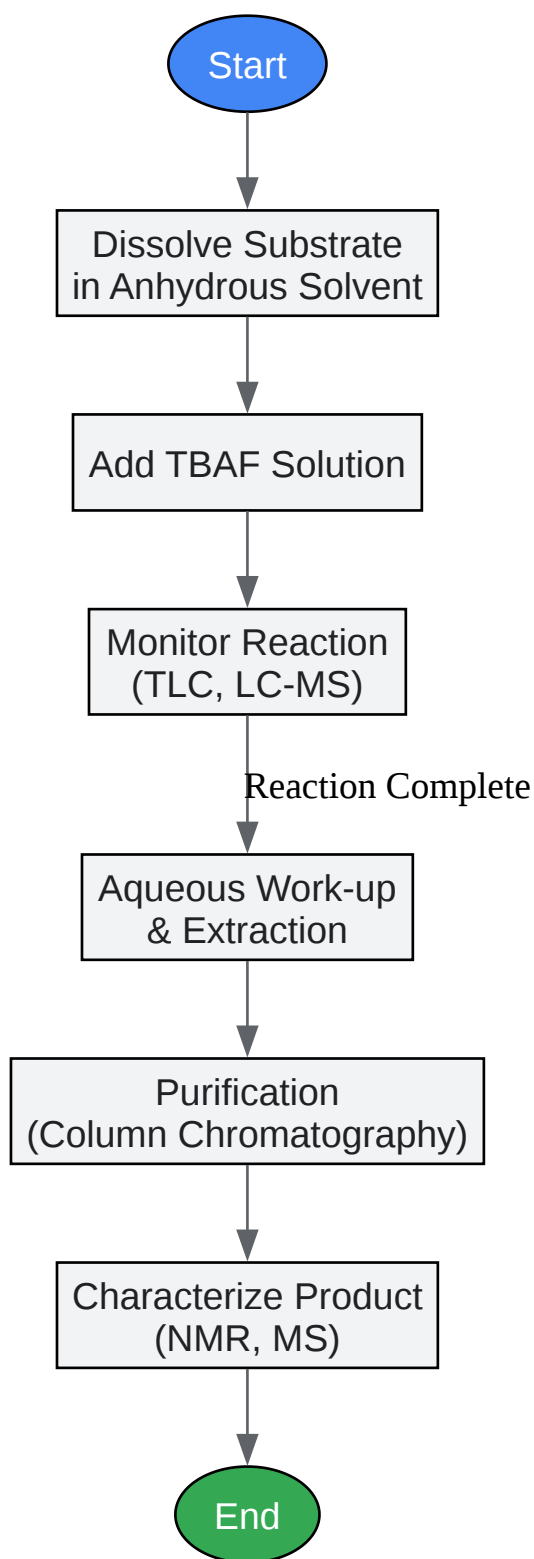 Start
Dissolve Substrate
in Anhydrous Solvent
Add TBAF Solution
Monitor Reaction
(TLC, LC-MS)
Reaction Complete
Aqueous Work-up
& Extraction
Purification
(Column Chromatography)
Characterize Product
(NMR, MS)
End